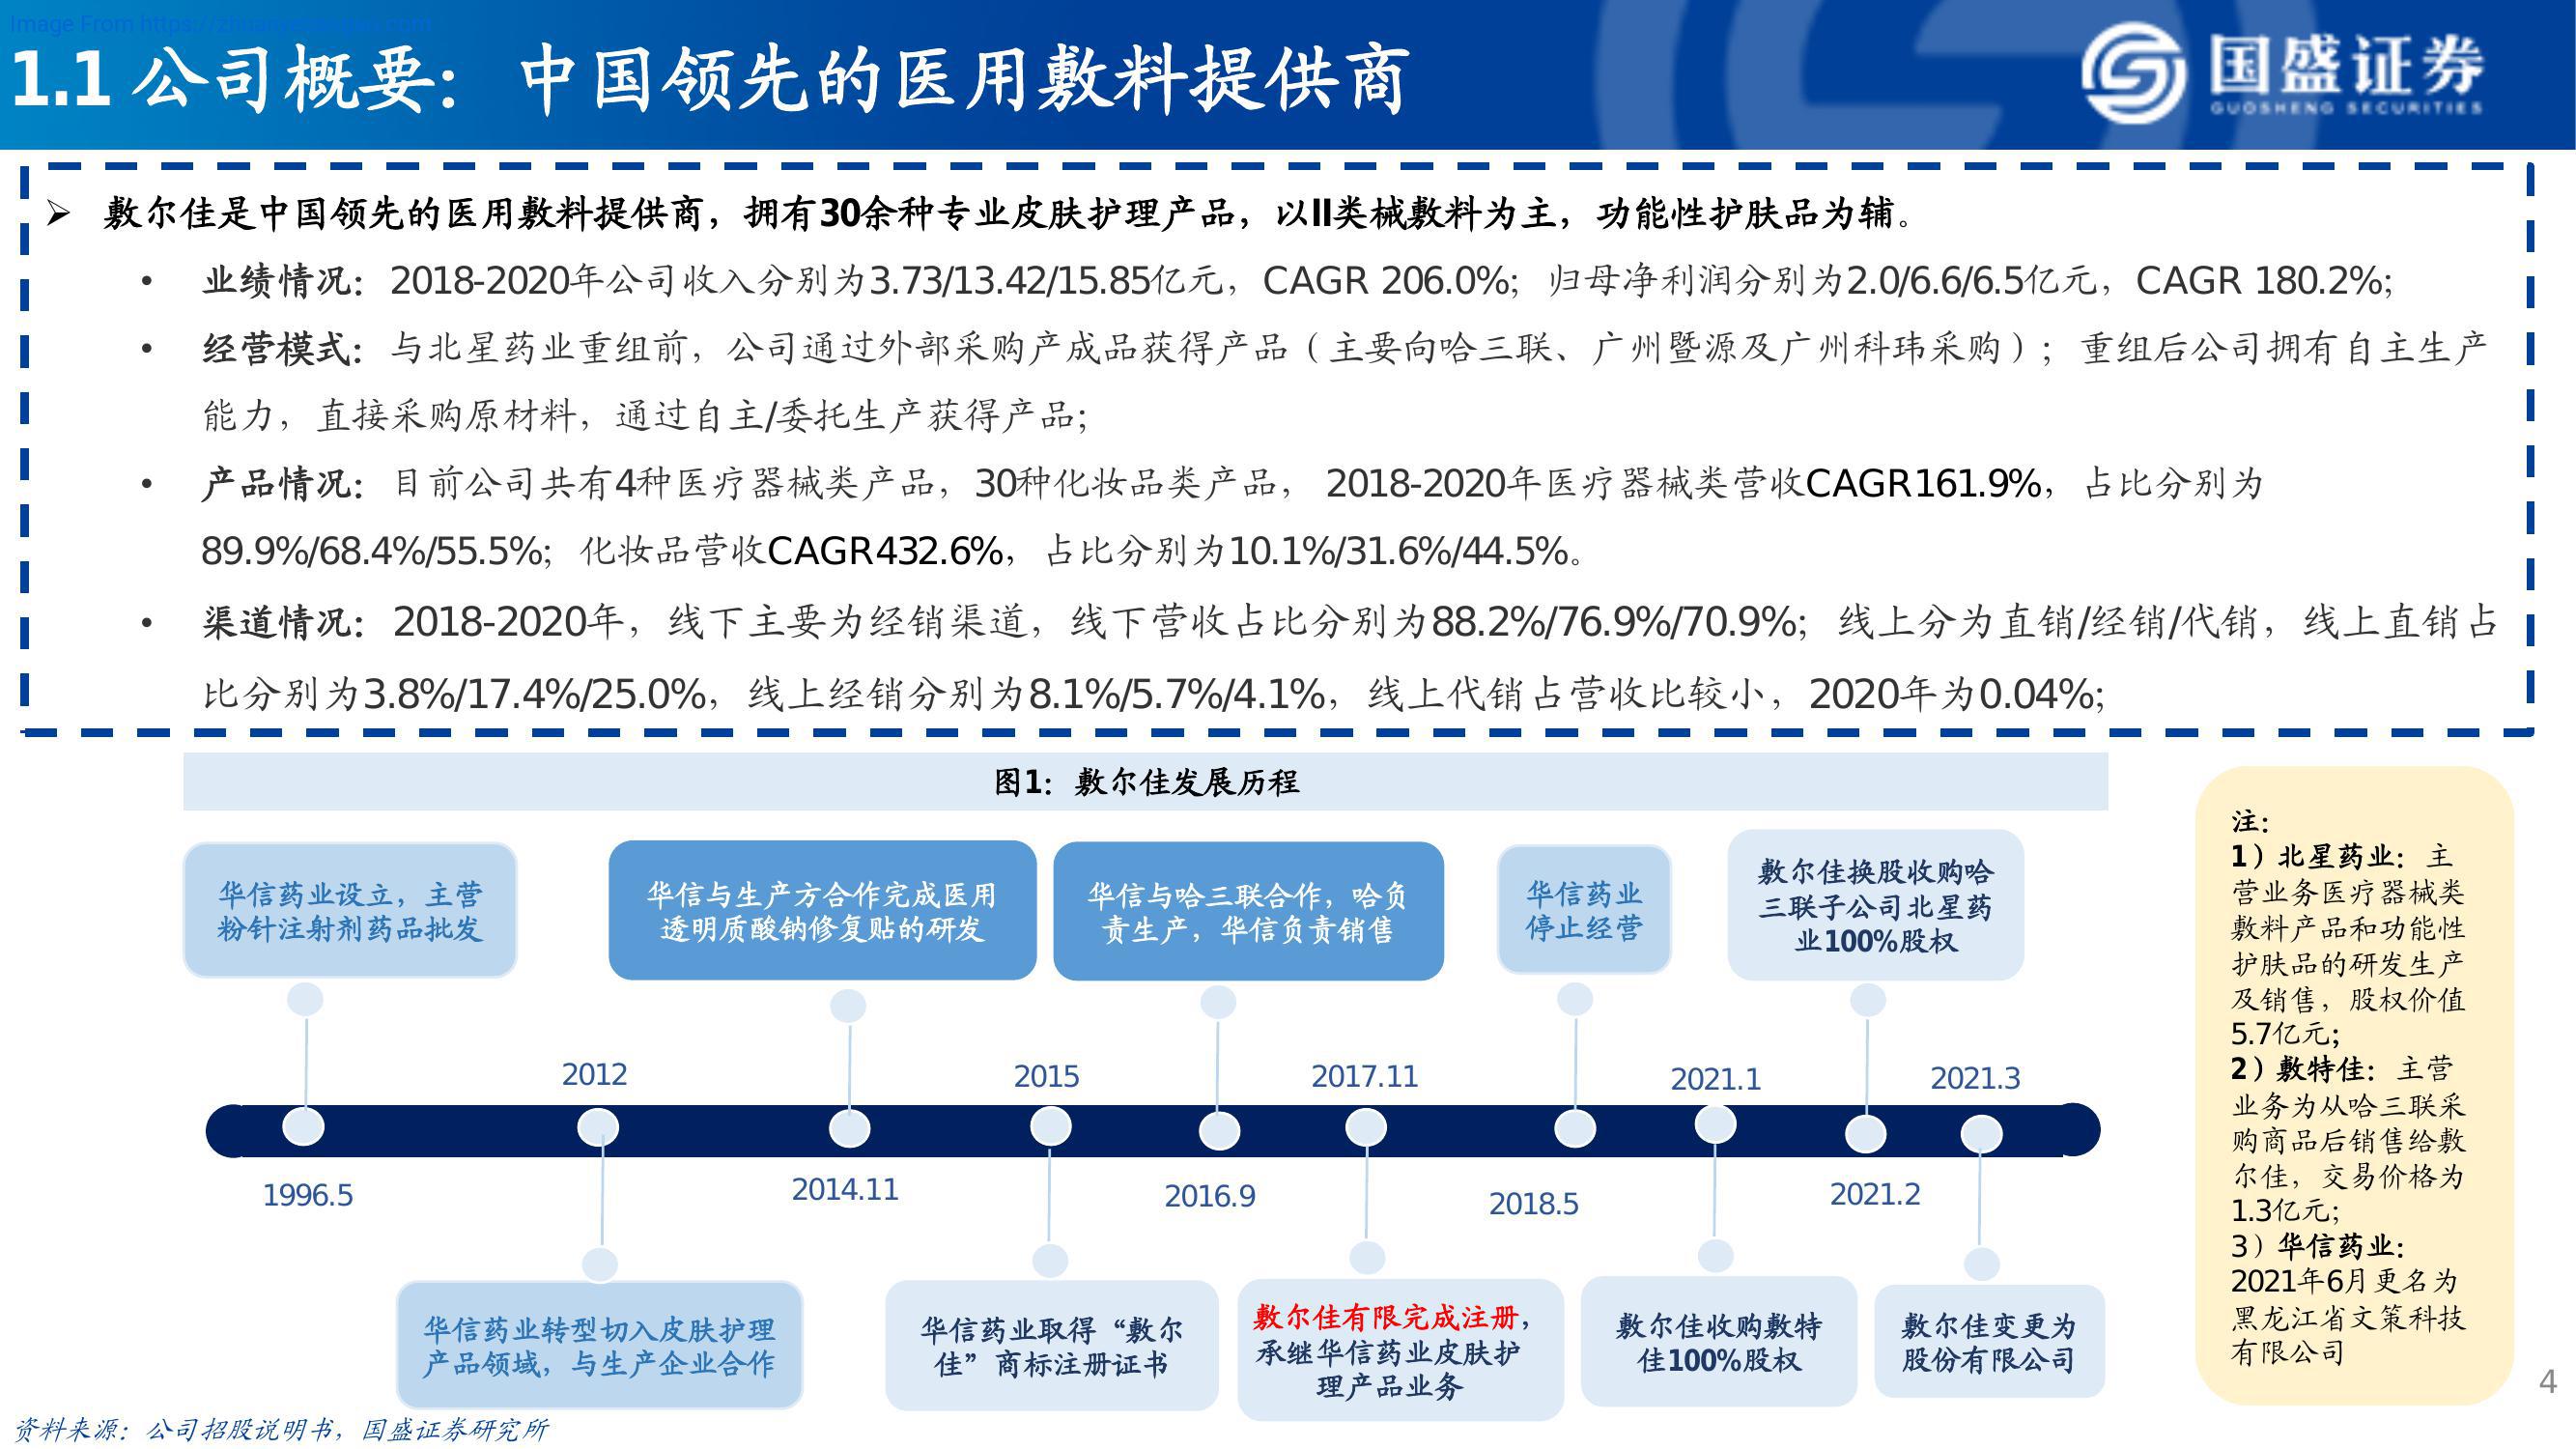 1.1 公司概要：中国领先的医用敷料提供商
国盛证券
GUOSHENG SECURITIES
➢ 敷尔佳是中国领先的医用敷料提供商，拥有30余种专业皮肤护理产品，以II类械敷料为主，功能性护肤品为辅。
• 业绩情况：2018-2020年公司收入分别为3.73/13.42/15.85亿元，CAGR 206.0%；归母净利润分别为2.0/6.6/6.5亿元，CAGR 180.2%；
• 经营模式：与北星药业重组前，公司通过外部采购产成品获得产品（主要向哈三联、广州暨源及广州科玮采购）；重组后公司拥有自主生产
能力，直接采购原材料，通过自主/委托生产获得产品；
• 产品情况：目前公司共有4种医疗器械类产品，30种化妆品类产品， 2018-2020年医疗器械类营收CAGR161.9%，占比分别为
89.9%/68.4%/55.5%；化妆品营收CAGR432.6%，占比分别为10.1%/31.6%/44.5%。
• 渠道情况：2018-2020年，线下主要为经销渠道，线下营收占比分别为88.2%/76.9%/70.9%；线上分为直销/经销/代销，线上直销占
比分别为3.8%/17.4%/25.0%，线上经销分别为8.1%/5.7%/4.1%，线上代销占营收比较小，2020年为0.04%；
图1：敷尔佳发展历程
华信药业设立，主营
粉针注射剂药品批发
华信与生产方合作完成医用
透明质酸钠修复贴的研发
华信与哈三联合作，哈负
责生产，华信负责销售
华信药业
停止经营
敷尔佳换股收购哈
三联子公司北星药
业100%股权
2012
2015
2017.11
2021.1
2021.3
1996.5
2014.11
2016.9
2018.5
2021.2
华信药业转型切入皮肤护理
产品领域，与生产企业合作
华信药业取得“敷尔
佳”商标注册证书
敷尔佳有限完成注册，
承继华信药业皮肤护
理产品业务
敷尔佳收购敷特
佳100%股权
敷尔佳变更为
股份有限公司
注：
1）北星药业：主
营业务医疗器械类
敷料产品和功能性
护肤品的研发生产
及销售，股权价值
5.7亿元；
2）敷特佳：主营
业务为从哈三联采
购商品后销售给敷
尔佳，交易价格为
1.3亿元；
3）华信药业：
2021年6月更名为
黑龙江省文策科技
有限公司
资料来源：公司招股说明书，国盛证券研究所
4